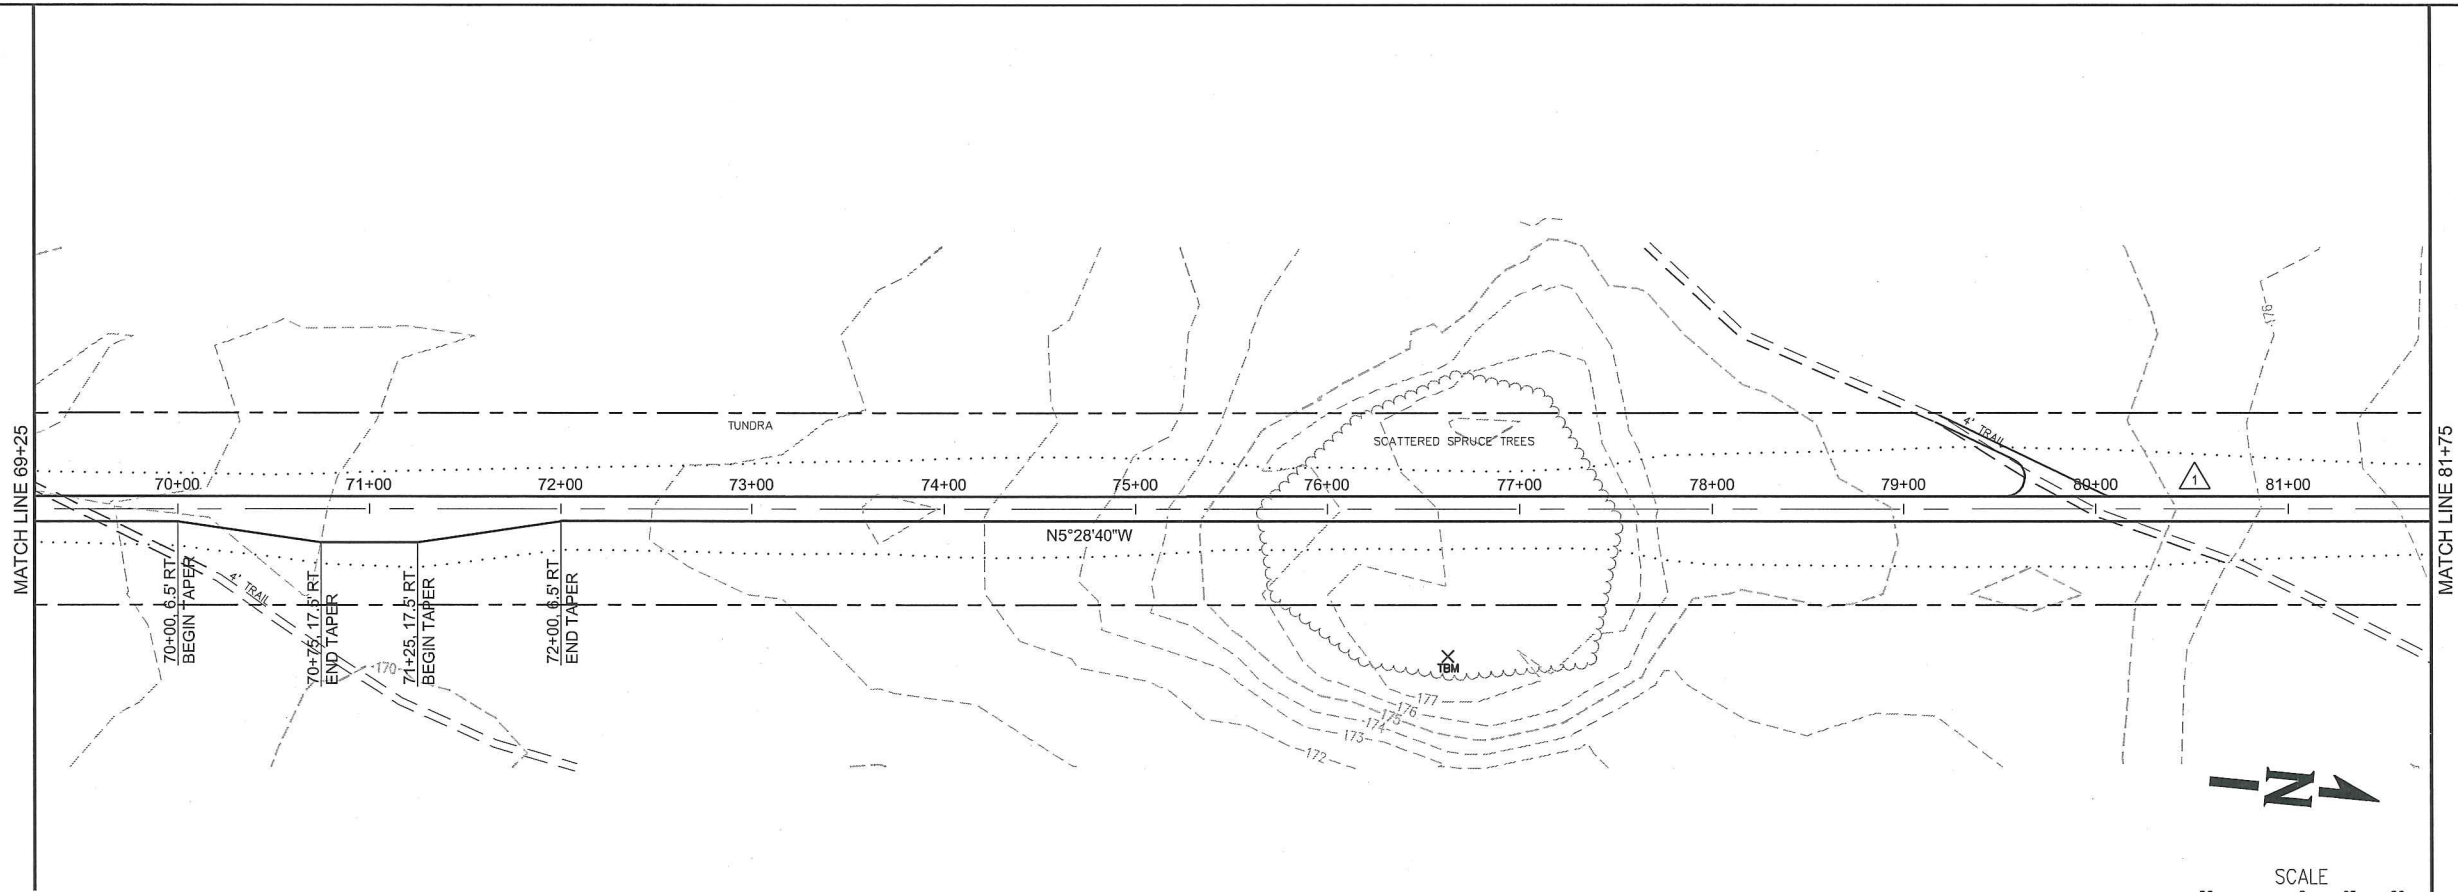 MATCH LINE 69+25
MATCH LINE 81+75
TUNDRA
SCATTERED SPRUCE TREES
4' TRAIL
70+00
71+00
72+00
73+00
74+00
75+00
76+00
77+00
78+00
79+00
80+00
81+00
1
N5°28'40"W
70+00, 6.5' RT.
BEGIN TAPER
70+75, 17.5' RT.
END TAPER
71+25, 17.5' RT.
BEGIN TAPER
72+00, 6.5' RT.
END TAPER
4' TRAIL
170
TBM
177
176
175
174
173
172
176
N
SCALE